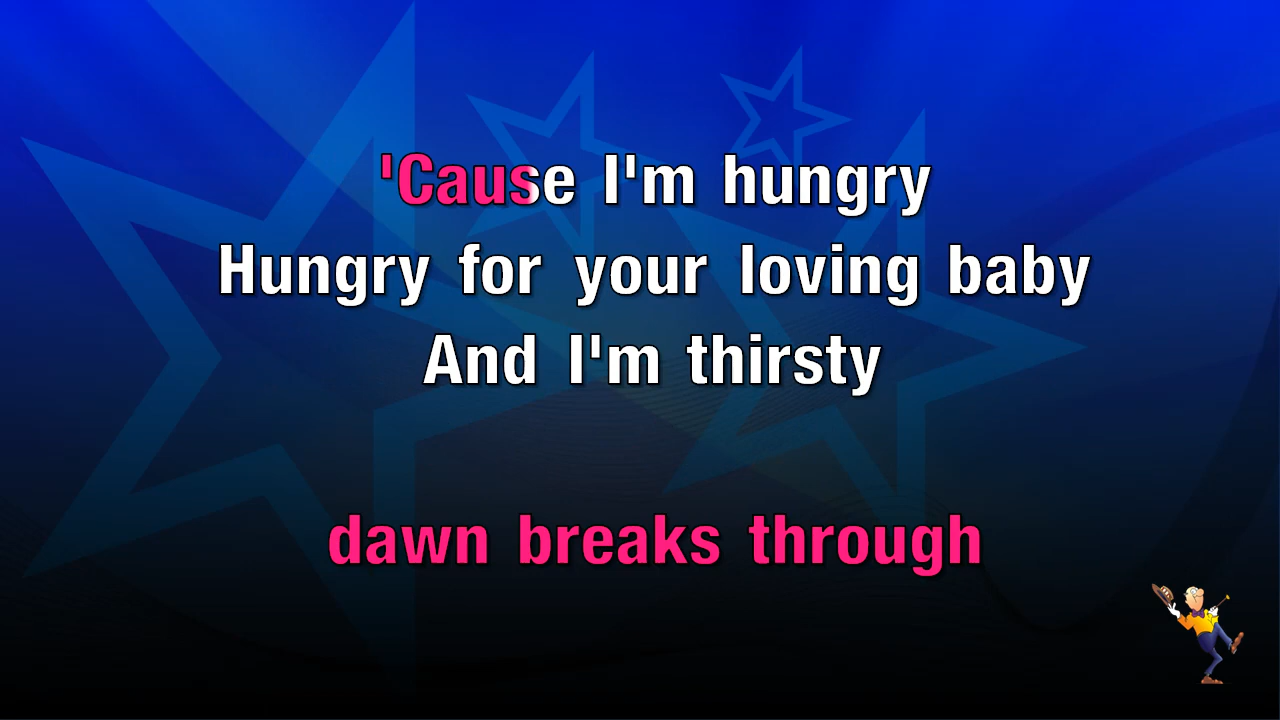 'Cause I'm hungry
Hungry for your loving baby
And I'm thirsty
dawn breaks through